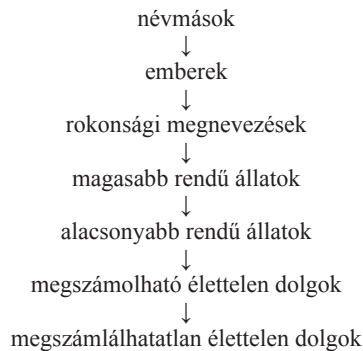 névmások
↓
emberek
↓
rokonsági megnevezések
↓
magasabb rendű állatok
↓
alacsonyabb rendű állatok
↓
megszámolható élettelen dolgok
↓
megszámlálhatatlan élettelen dolgok